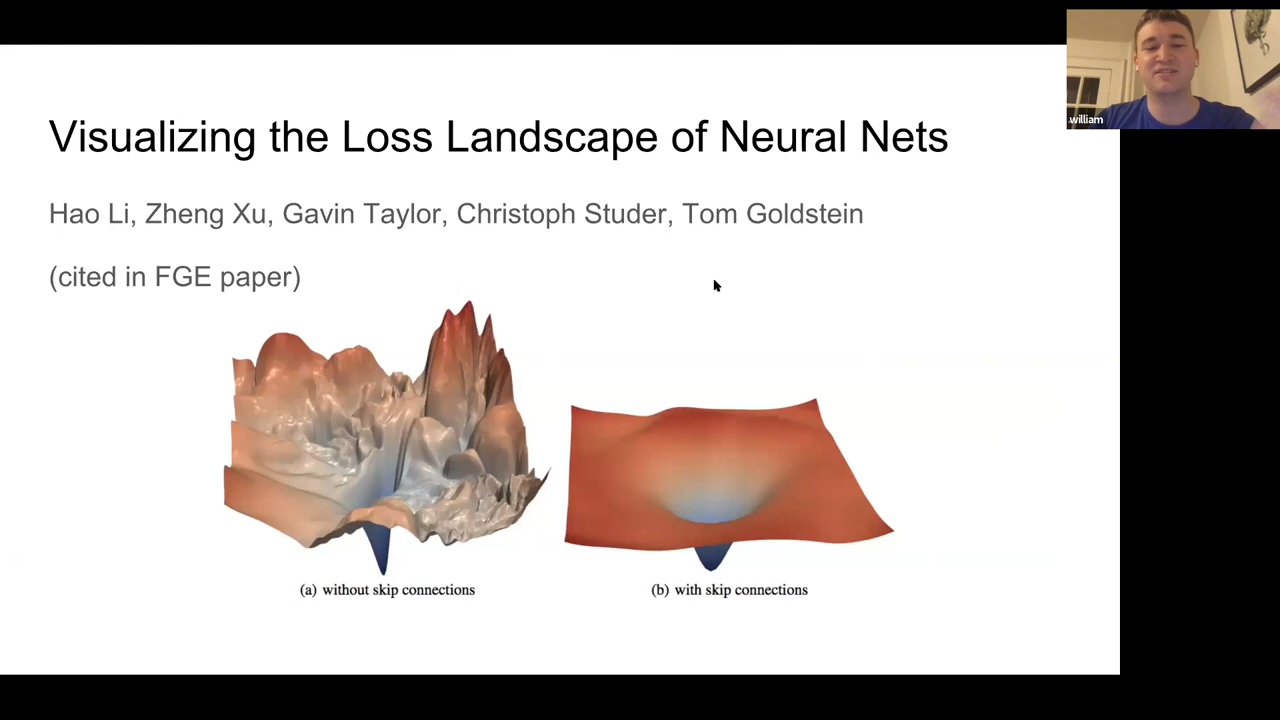 Visualizing the Loss Landscape of Neural Nets
Hao Li, Zheng Xu, Gavin Taylor, Christoph Studer, Tom Goldstein
(cited in FGE paper)
(a) without skip connections
(b) with skip connections
william